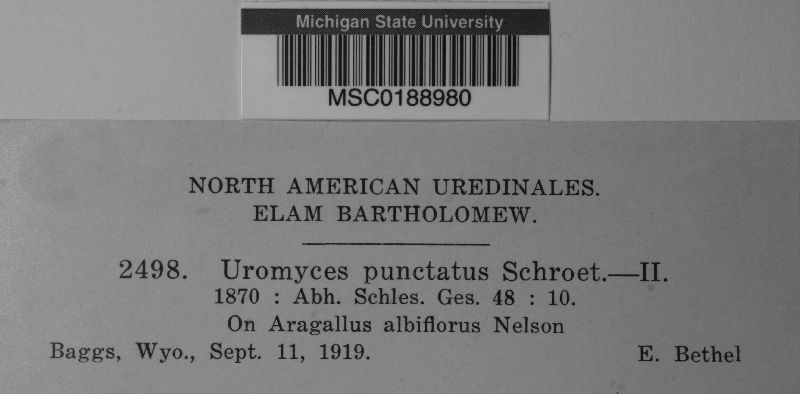 Michigan State University
MSC0188980
NORTH AMERICAN UREDINALES.
ELAM BARTHOLOMEW.
2498. Uromyces punctatus Schroet.—II.
1870 : Abh. Schles. Ges. 48 : 10.
On Aragallus albiflorus Nelson
Baggs, Wyo., Sept. 11, 1919. E. Bethel